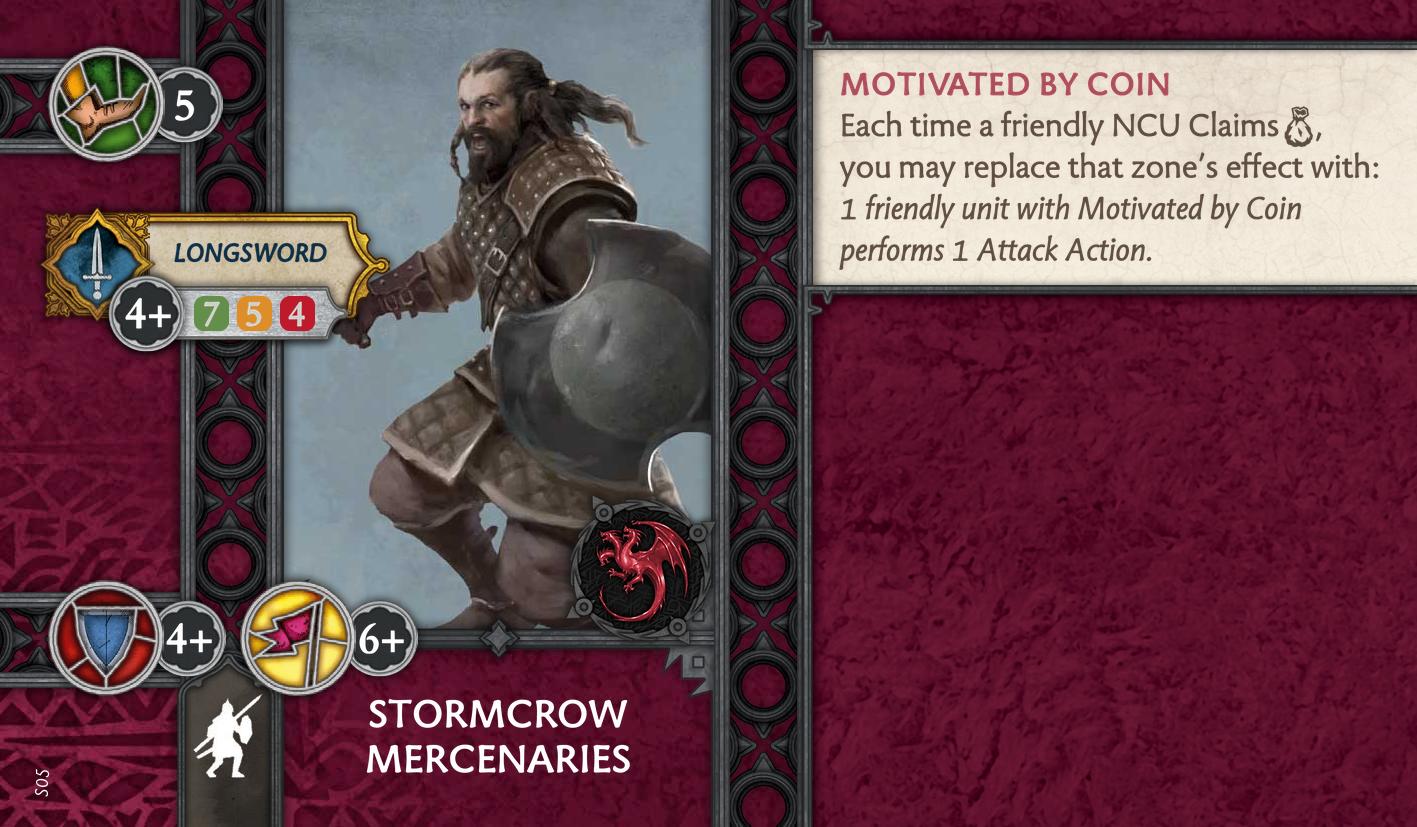 5
LONGSWORD
4+ 7 5 4
4+ 6+
STORMCROW
MERCENARIES
S05
MOTIVATED BY COIN
Each time a friendly NCU Claims ,
you may replace that zone's effect with:
1 friendly unit with Motivated by Coin
performs 1 Attack Action.